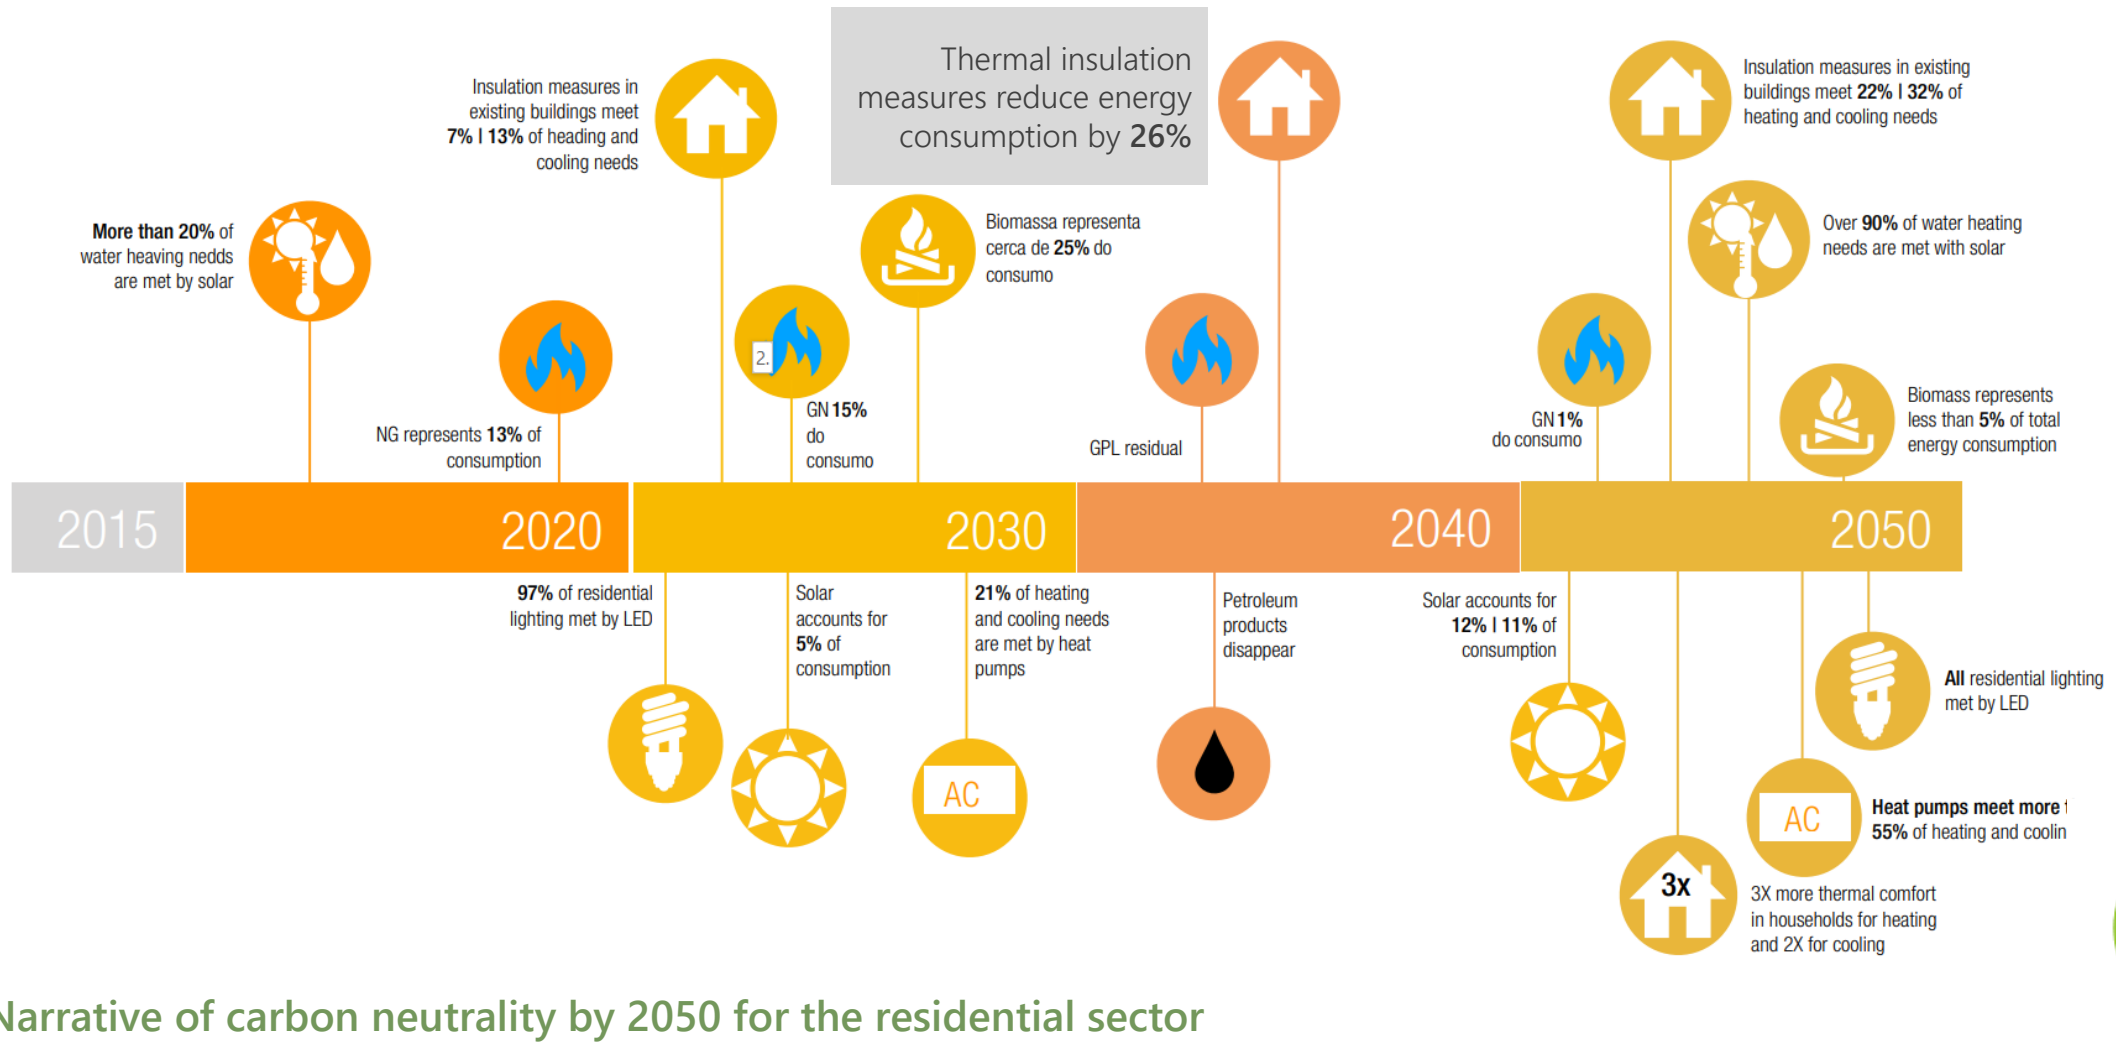 Thermal insulation
measures reduce energy
consumption by 26%
Insulation measures in
existing buildings meet
7% | 13% of heading and
cooling needs
Insulation measures in existing
buildings meet 22% | 32% of
heating and cooling needs
More than 20% of
water heaving nedds
are met by solar
Biomassa representa
cerca de 25% do
consumo
Over 90% of water heating
needs are met with solar
2.
NG represents 13% of
consumption
GN 15%
do
consumo
GPL residual
GN 1%
do consumo
Biomass represents
less than 5% of total
energy consumption
2015
2020
2030
2040
2050
97% of residential
lighting met by LED
Solar
accounts for
5% of
consumption
21% of heating
and cooling needs
are met by heat
pumps
Petroleum
products
disappear
Solar accounts for
12% | 11% of
consumption
All residential lighting
met by LED
AC
AC
Heat pumps meet more
55% of heating and coolin
3x
3X more thermal comfort
in households for heating
and 2X for cooling
Narrative of carbon neutrality by 2050 for the residential sector